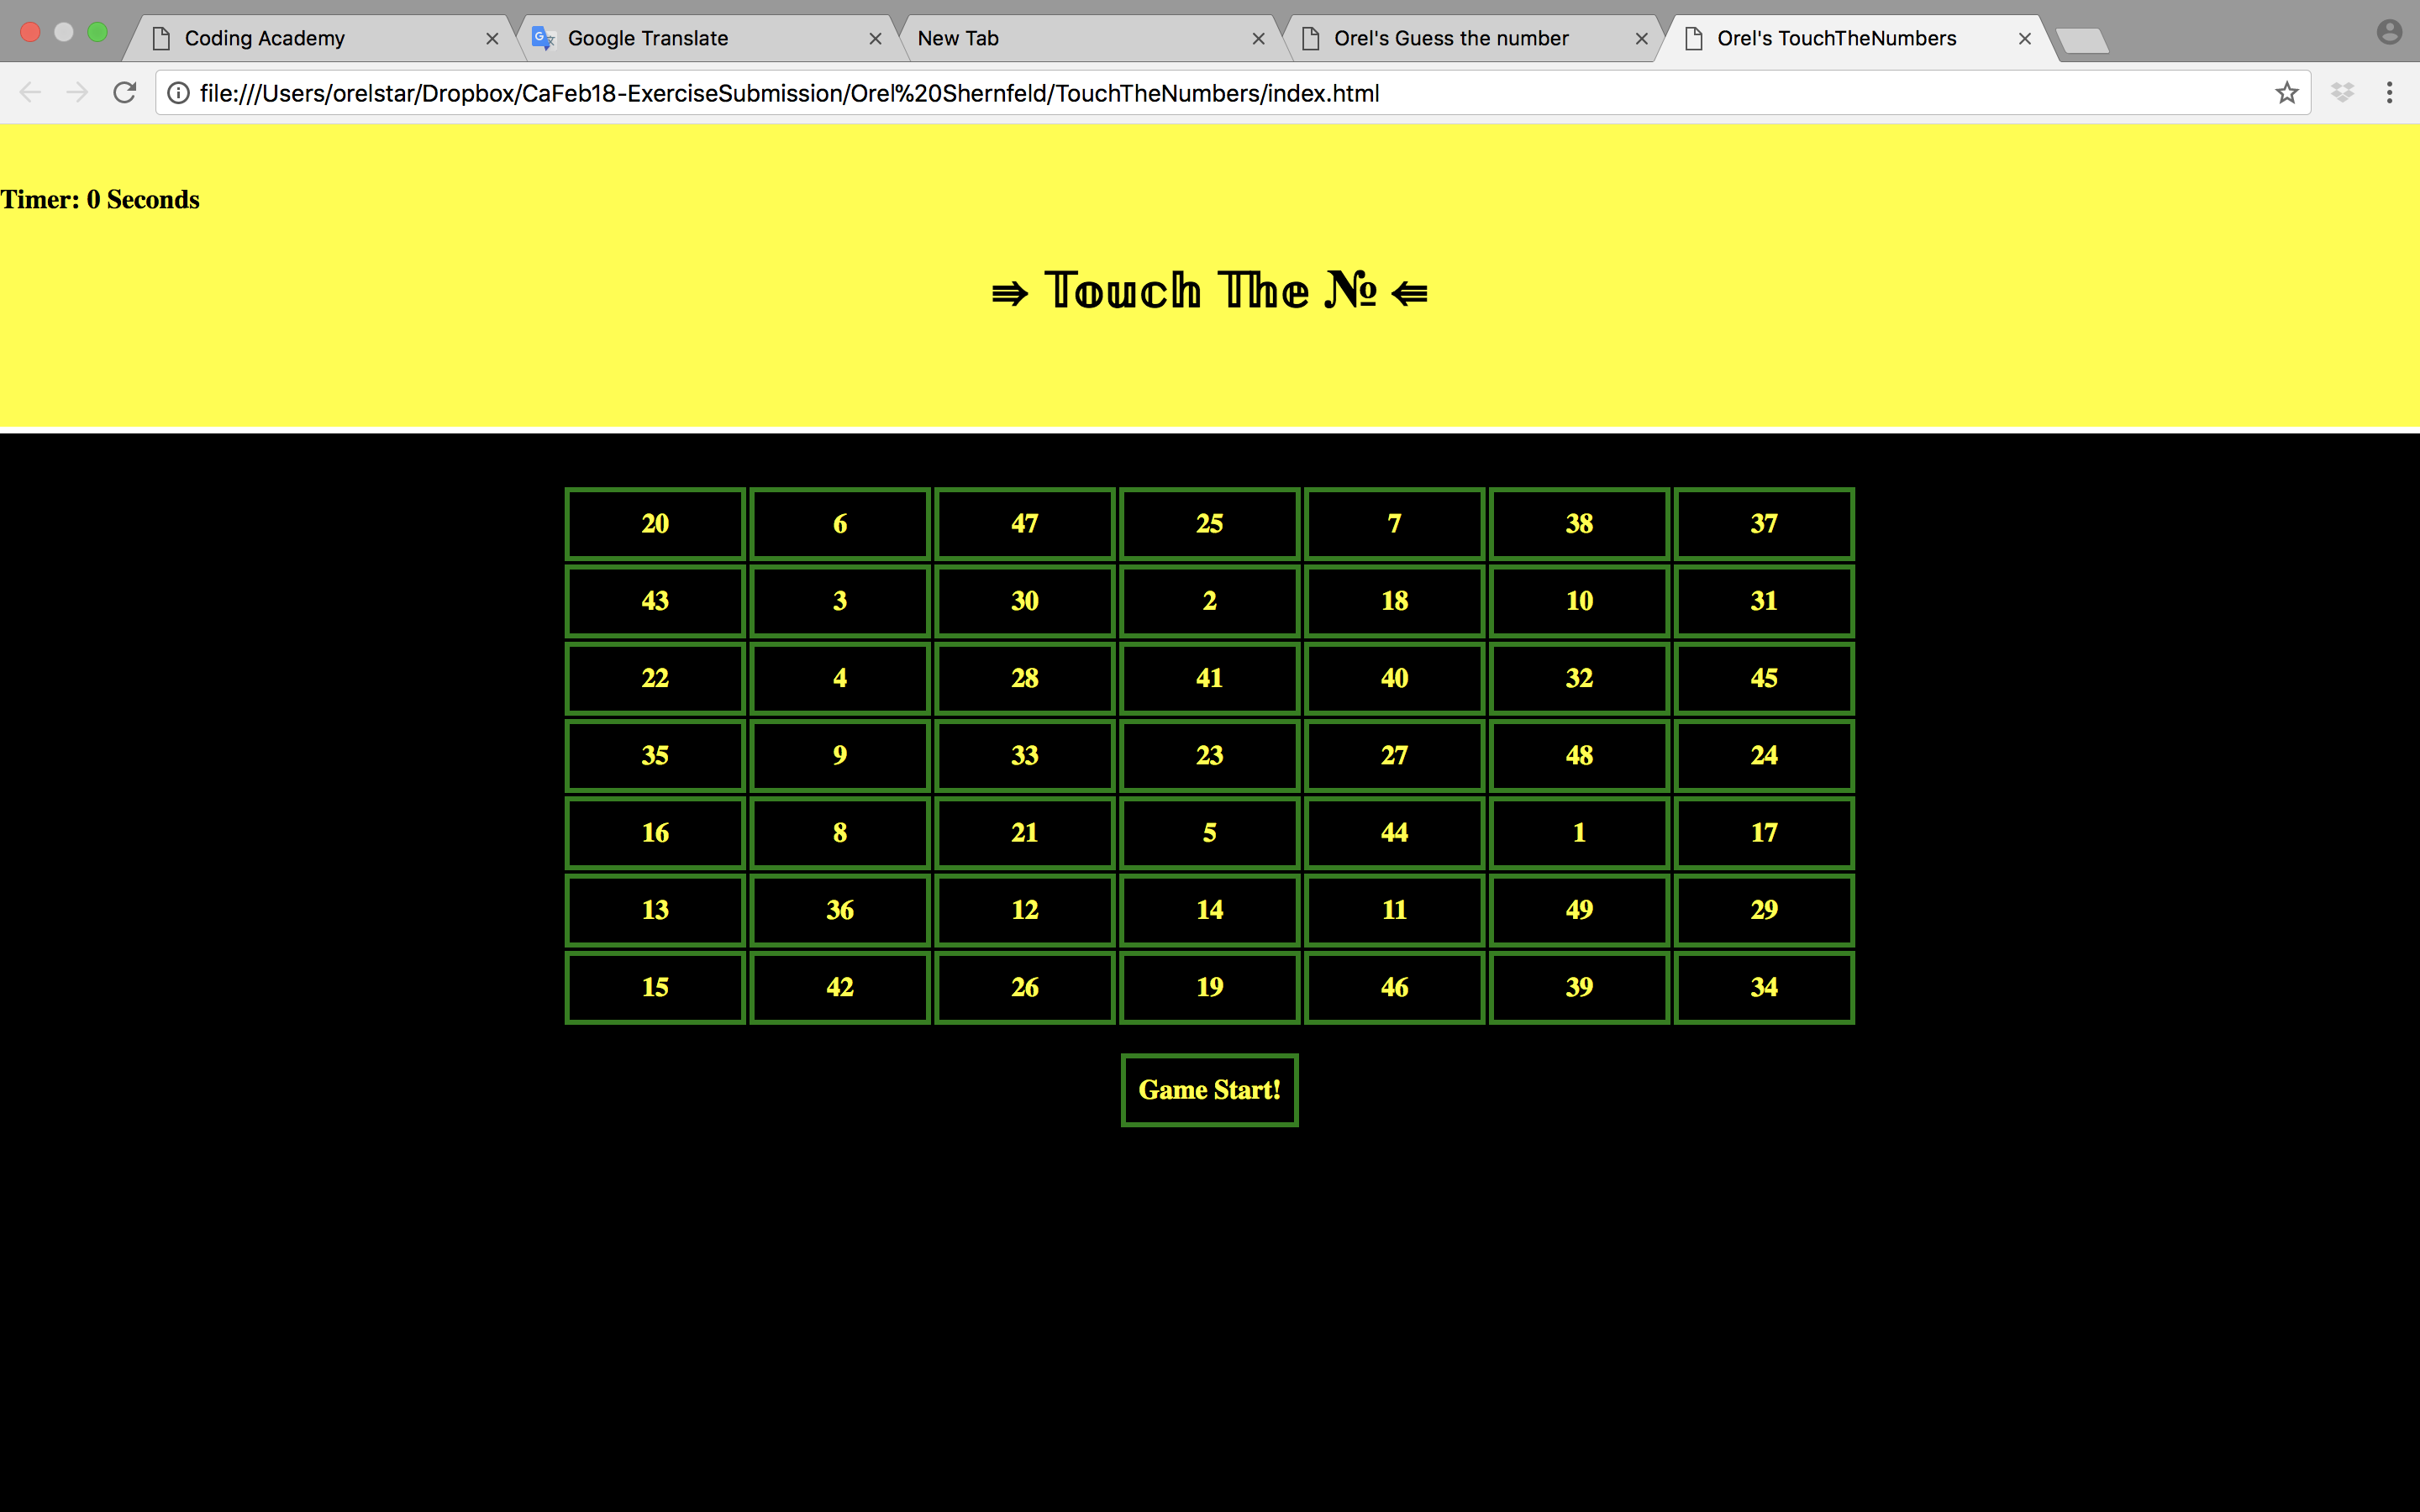 Coding Academy Google Translate New Tab Orel's Guess the number Orel's TouchTheNumbers
file:///Users/orelstar/Dropbox/CaFeb18-ExerciseSubmission/Orel%20Shernfeld/TouchTheNumbers/index.html
Timer: 0 Seconds
⇛ 𝕋𝕠𝕦𝕔𝕙 𝕋𝕙𝕖 № ⇚
20 6 47 25 7 38 37
43 3 30 2 18 10 31
22 4 28 41 40 32 45
35 9 33 23 27 48 24
16 8 21 5 44 1 17
13 36 12 14 11 49 29
15 42 26 19 46 39 34
Game Start!